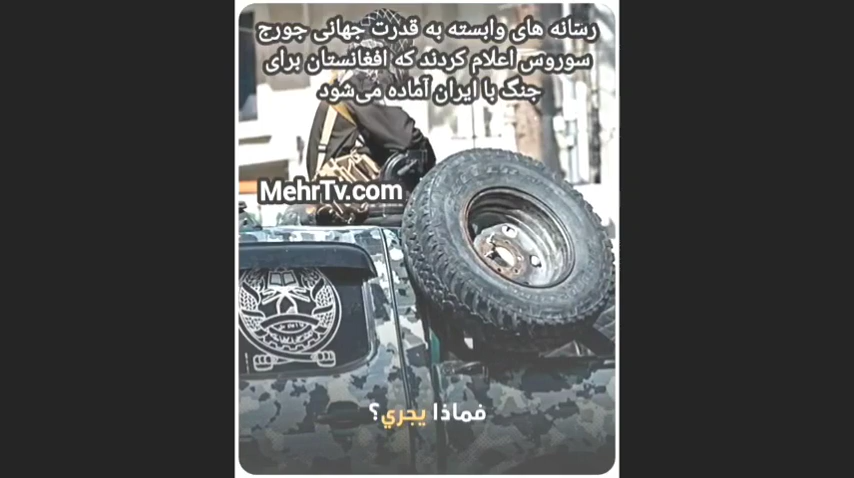 رسانه های وابسته به قدرت جهانی جورج
سوروس اعلام کردند که افغانستان برای
جنگ با ایران آماده می‌شود
MehrTv.com
فماذا يجري؟